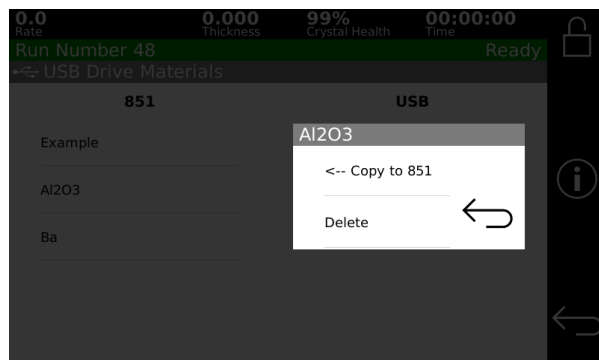 0.0 0.000 99% 00:00:00
Rate Thickness Crystal Health Time
Run Number 48 Ready
USB Drive Materials
851 USB
Example
Al2O3
Ba
Al2O3
<-- Copy to 851
Delete